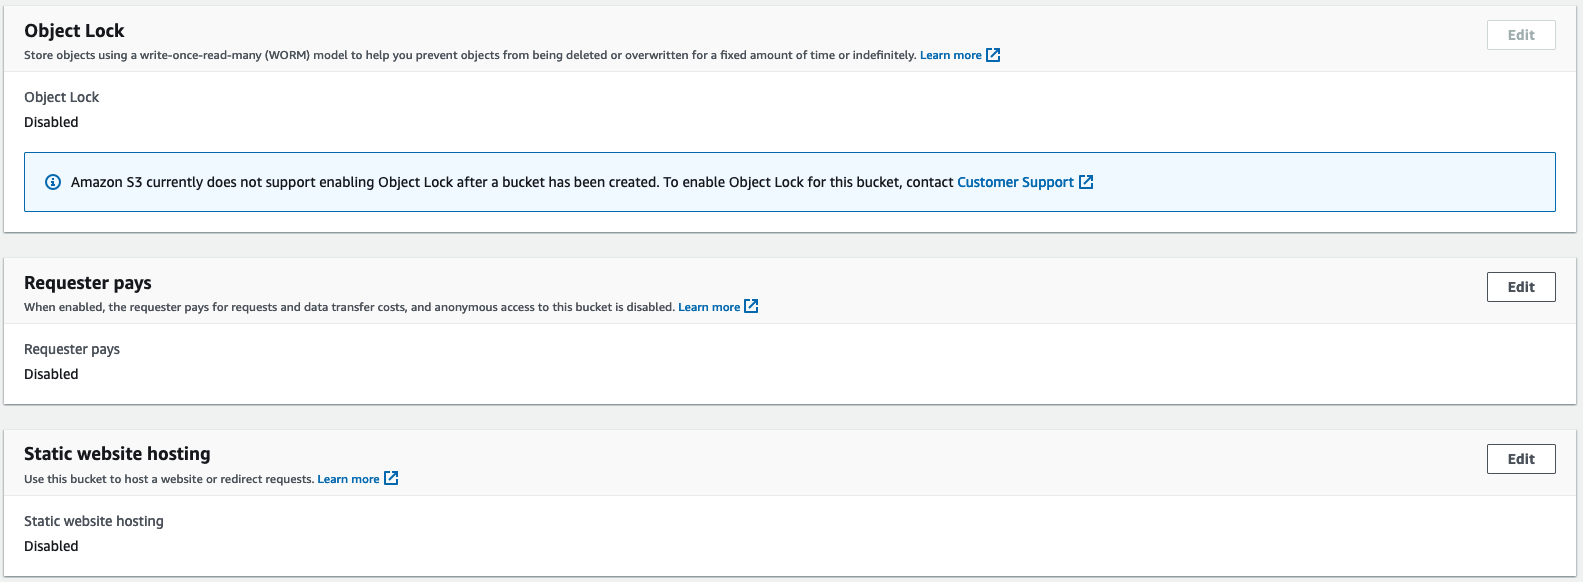 Object Lock
Edit
Store objects using a write-once-read-many (WORM) model to help you prevent objects from being deleted or overwritten for a fixed amount of time or indefinitely. Learn more
Object Lock
Disabled
Amazon S3 currently does not support enabling Object Lock after a bucket has been created. To enable Object Lock for this bucket, contact Customer Support
Requester pays
Edit
When enabled, the requester pays for requests and data transfer costs, and anonymous access to this bucket is disabled. Learn more
Requester pays
Disabled
Static website hosting
Edit
Use this bucket to host a website or redirect requests. Learn more
Static website hosting
Disabled